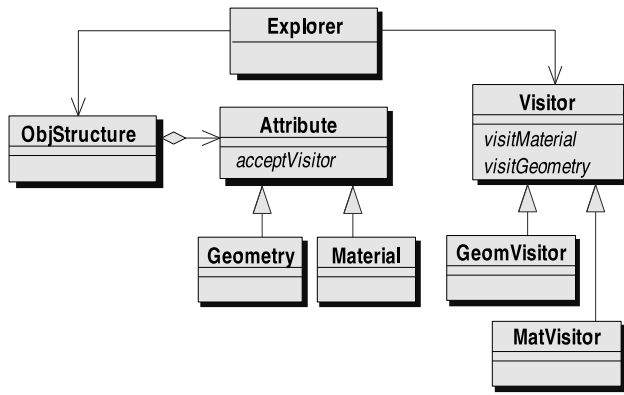 Explorer
ObjStructure
Attribute
acceptVisitor
Visitor
visitMaterial
visitGeometry
Geometry
Material
GeomVisitor
MatVisitor